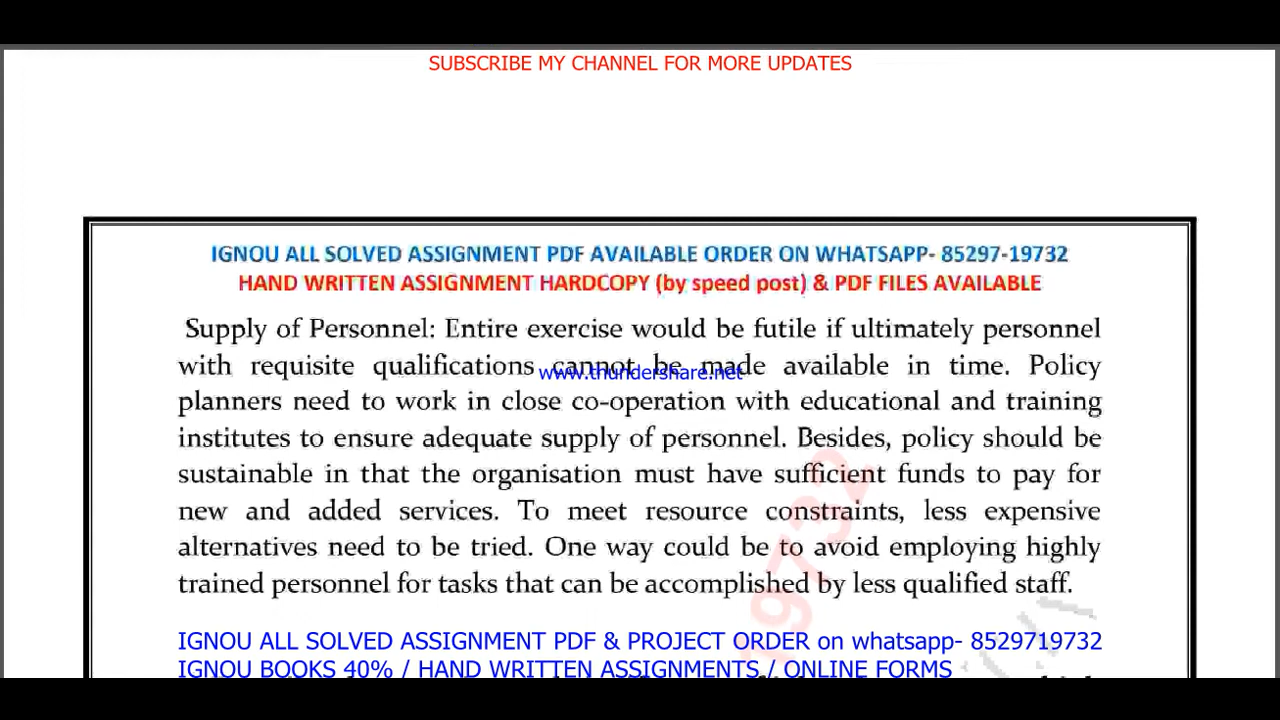 SUBSCRIBE MY CHANNEL FOR MORE UPDATES
IGNOU ALL SOLVED ASSIGNMENT PDF AVAILABLE ORDER ON WHATSAPP- 85297-19732
HAND WRITTEN ASSIGNMENT HARDCOPY (by speed post) & PDF FILES AVAILABLE
Supply of Personnel: Entire exercise would be futile if ultimately personnel
with requisite qualifications cannot be made available in time. Policy
www.thundershare.net
planners need to work in close co-operation with educational and training
institutes to ensure adequate supply of personnel. Besides, policy should be
sustainable in that the organisation must have sufficient funds to pay for
new and added services. To meet resource constraints, less expensive
alternatives need to be tried. One way could be to avoid employing highly
trained personnel for tasks that can be accomplished by less qualified staff.
19732
IGNOU ALL SOLVED ASSIGNMENT PDF & PROJECT ORDER on whatsapp- 8529719732
IGNOU BOOKS 40% / HAND WRITTEN ASSIGNMENTS / ONLINE FORMS